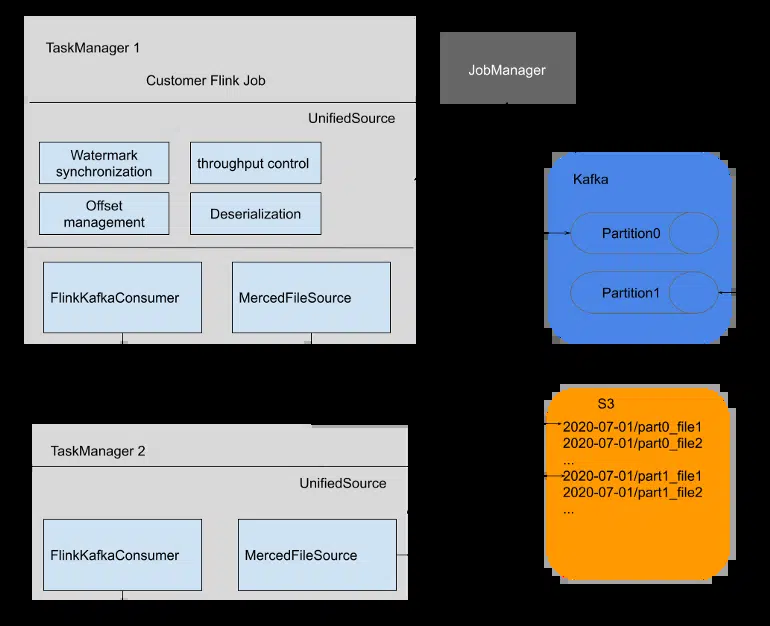 TaskManager 1
Customer Flink Job
UnifiedSource
Watermark
synchronization
throughput control
Offset
management
Deserialization
FlinkKafkaConsumer
MercedFileSource
JobManager
Kafka
Partition0
Partition1
TaskManager 2
UnifiedSource
FlinkKafkaConsumer
MercedFileSource
S3
2020-07-01/part0_file1
2020-07-01/part0_file2
...
2020-07-01/part1_file1
2020-07-01/part1_file2
...